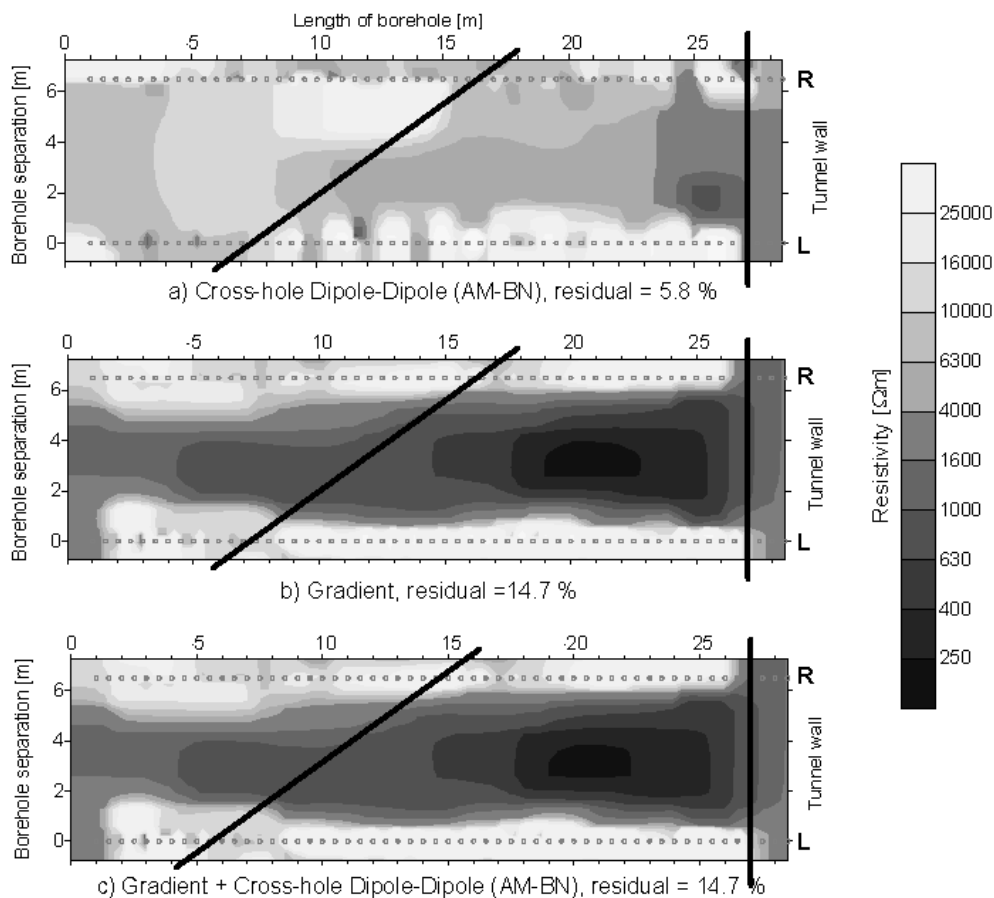 Length of borehole [m]
0 -5 10 15 -20 25
Borehole separation [m]
6
4
2
0
R
Tunnel wall
L
a) Cross-hole Dipole-Dipole (AM-BN), residual = 5.8 %
0 -5 10 15 -20 25
Borehole separation [m]
6
4
2
0
R
Tunnel wall
L
b) Gradient, residual =14.7 %
0 -5 10 15 -20 25
Borehole separation [m]
6
4
2
0
R
Tunnel wall
L
c) Gradient + Cross-hole Dipole-Dipole (AM-BN), residual = 14.7 %
Resistivity [Ωm]
25000
16000
10000
6300
4000
1600
1000
630
400
250